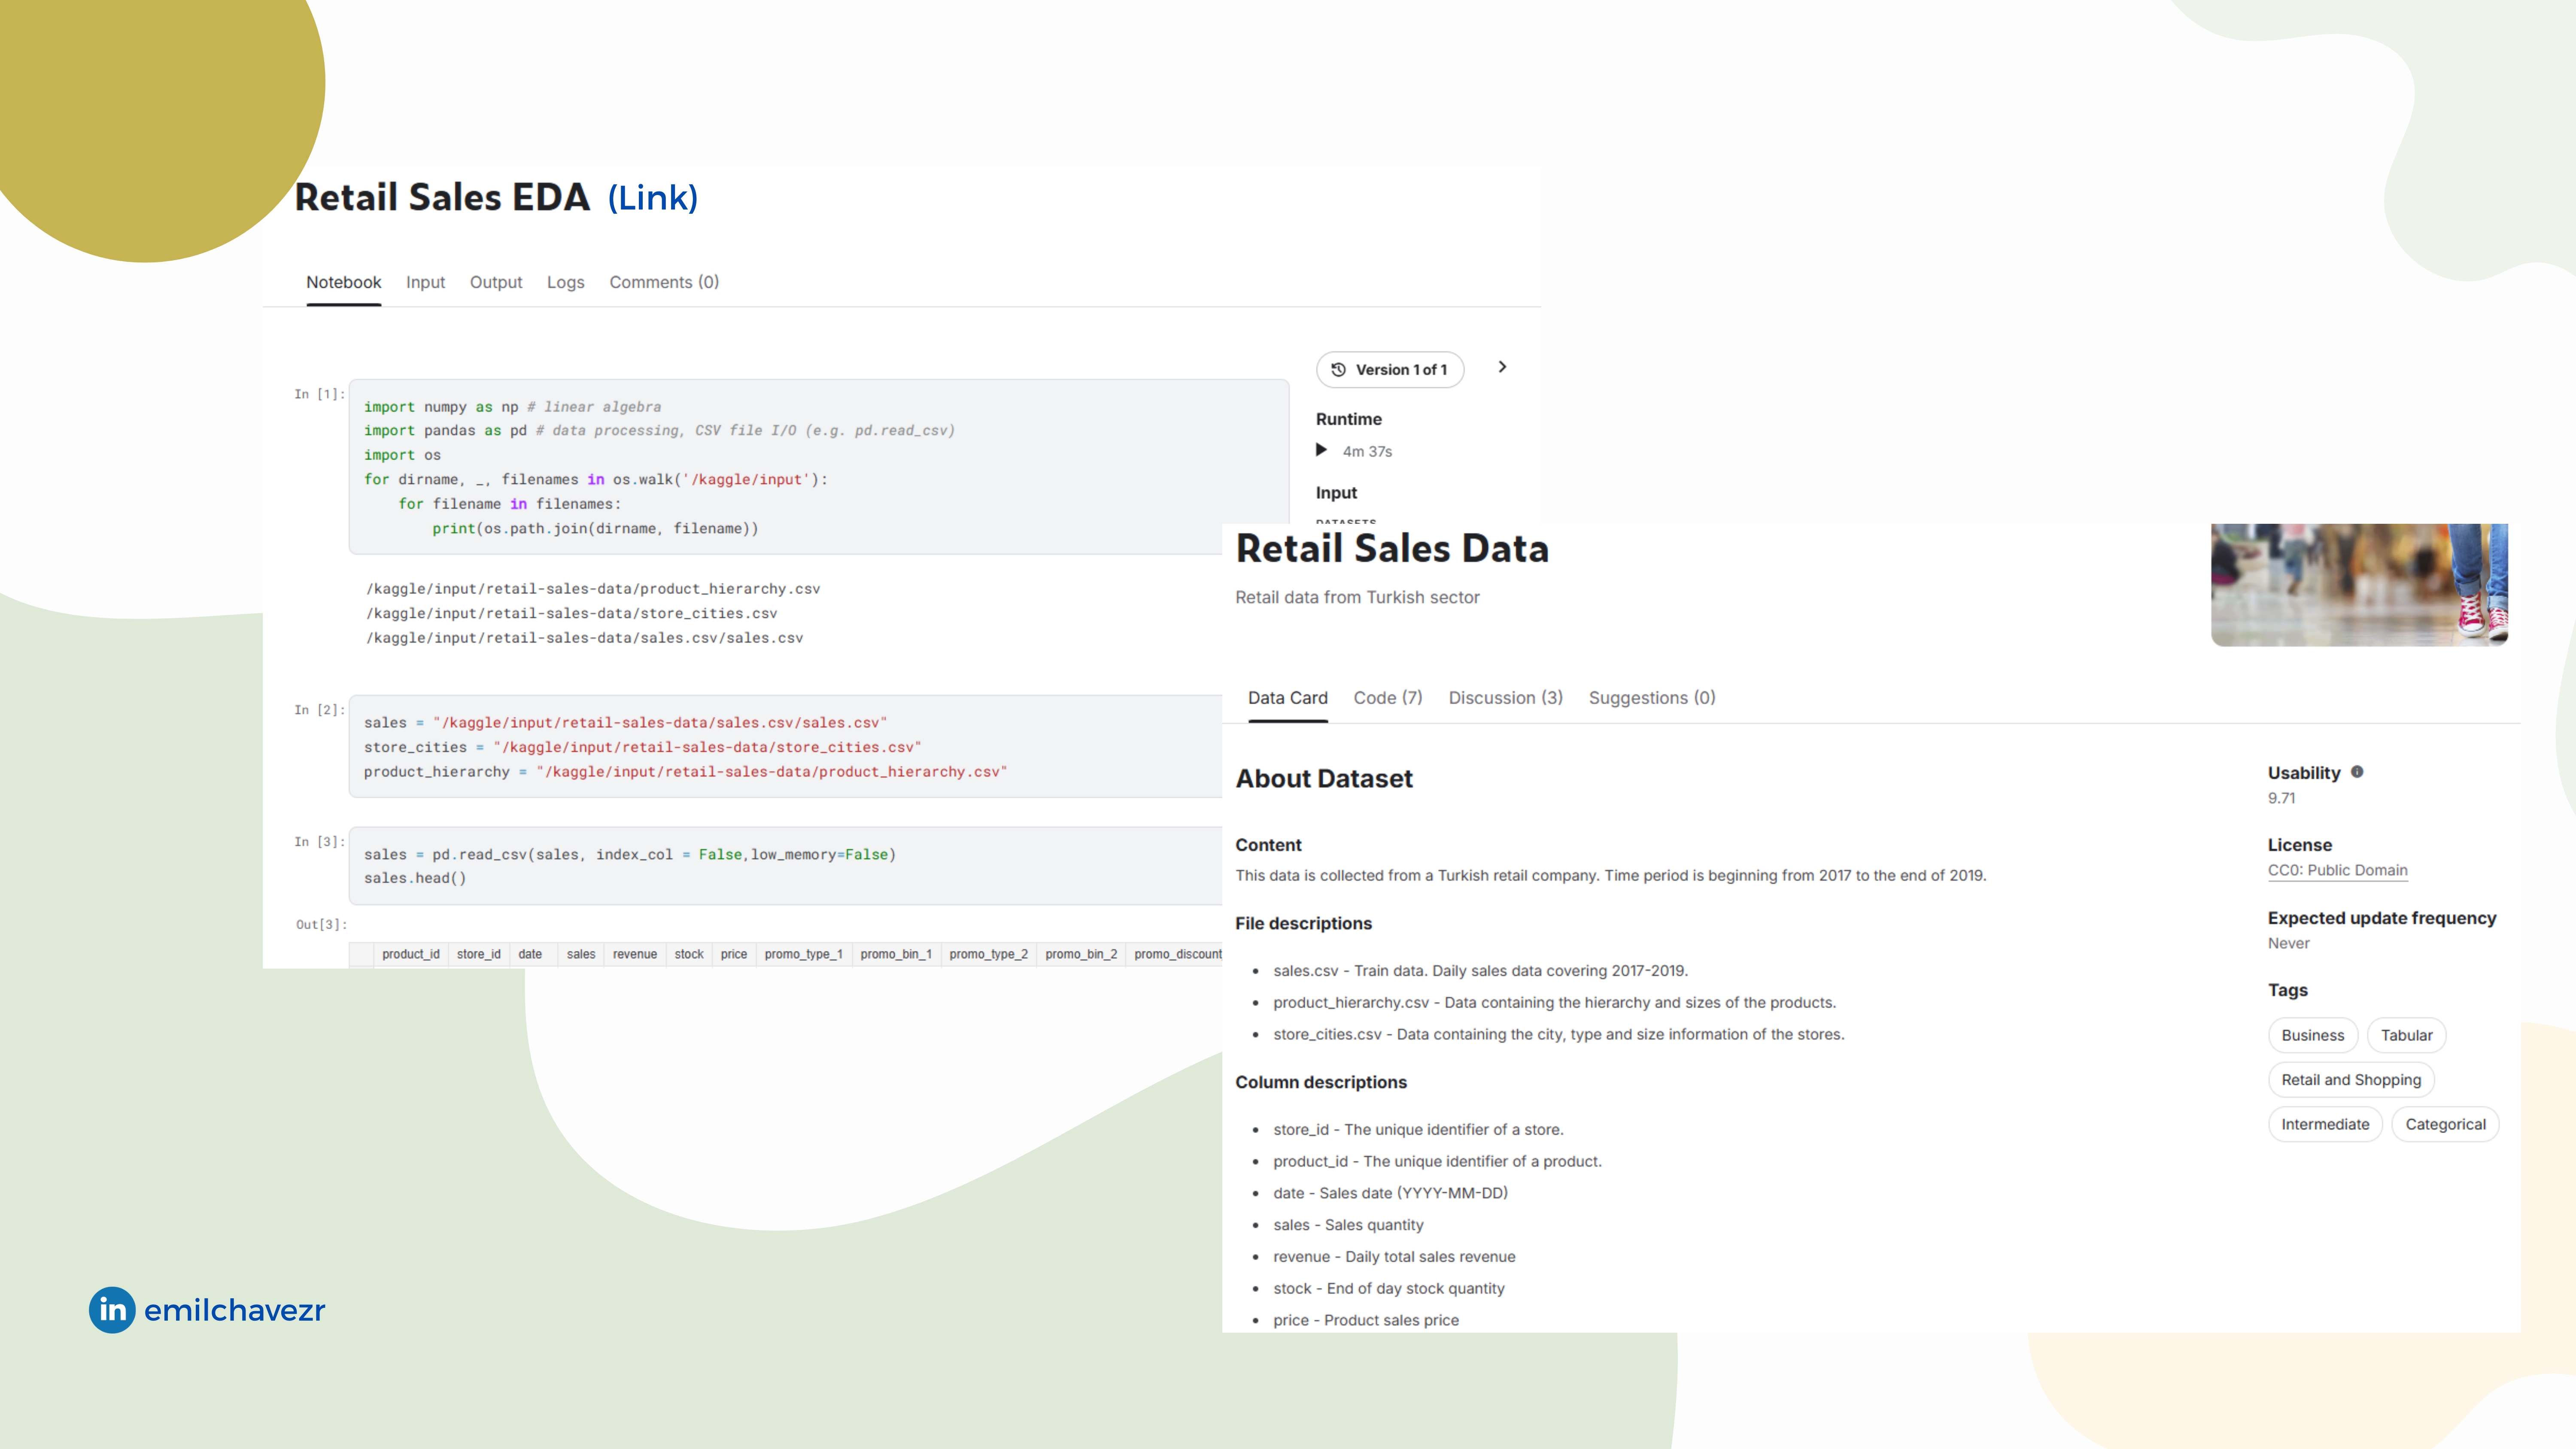 Retail Sales EDA (Link)
Notebook Input Output Logs Comments (0)
Version 1 of 1
Runtime
4m 37s
Input
DATASETS
In [1]:
import numpy as np # linear algebra
import pandas as pd # data processing, CSV file I/O (e.g. pd.read_csv)
import os
for dirname, _, filenames in os.walk('/kaggle/input'):
    for filename in filenames:
        print(os.path.join(dirname, filename))
/kaggle/input/retail-sales-data/product_hierarchy.csv
/kaggle/input/retail-sales-data/store_cities.csv
/kaggle/input/retail-sales-data/sales.csv/sales.csv
In [2]:
sales = "/kaggle/input/retail-sales-data/sales.csv/sales.csv"
store_cities = "/kaggle/input/retail-sales-data/store_cities.csv"
product_hierarchy = "/kaggle/input/retail-sales-data/product_hierarchy.csv"
In [3]:
sales = pd.read_csv(sales, index_col = False,low_memory=False)
sales.head()
Out[3]:
product_id store_id date sales revenue stock price promo_type_1 promo_bin_1 promo_type_2 promo_bin_2 promo_discount
Retail Sales Data
Retail data from Turkish sector
Data Card Code (7) Discussion (3) Suggestions (0)
About Dataset
Content
This data is collected from a Turkish retail company. Time period is beginning from 2017 to the end of 2019.
File descriptions
• sales.csv - Train data. Daily sales data covering 2017-2019.
• product_hierarchy.csv - Data containing the hierarchy and sizes of the products.
• store_cities.csv - Data containing the city, type and size information of the stores.
Column descriptions
• store_id - The unique identifier of a store.
• product_id - The unique identifier of a product.
• date - Sales date (YYYY-MM-DD)
• sales - Sales quantity
• revenue - Daily total sales revenue
• stock - End of day stock quantity
• price - Product sales price
Usability
9.71
License
CC0: Public Domain
Expected update frequency
Never
Tags
Business Tabular
Retail and Shopping
Intermediate Categorical
in emilchavezr